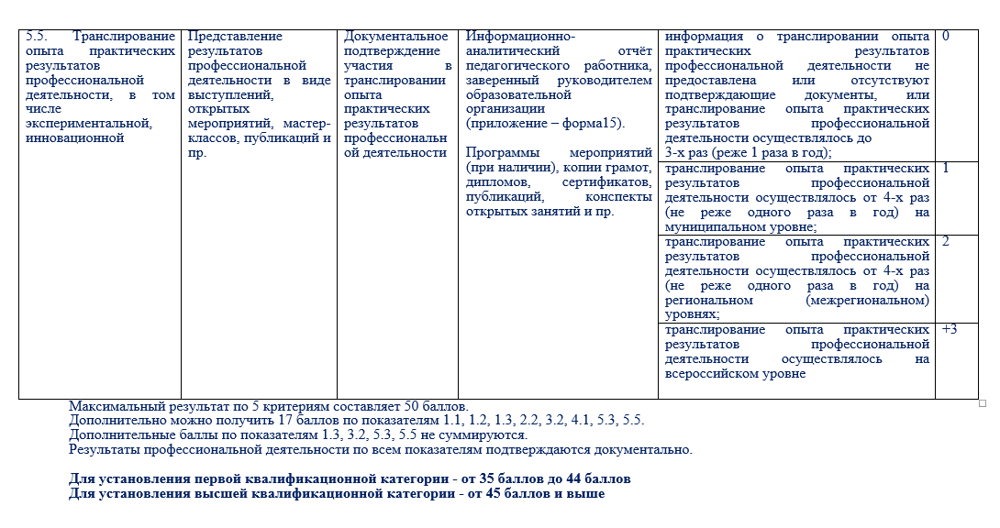 5.5. Транслирование
опыта практических
результатов
профессиональной
деятельности, в том
числе
экспериментальной,
инновационной
Представление
результатов
профессиональной
деятельности в виде
выступлений,
открытых
мероприятий, мастер-
классов, публикаций и
пр.
Документальное
подтверждение
участия в
транслировании
опыта
практических
результатов
профессиональн
ой деятельности
Информационно-
аналитический отчёт
педагогического работника,
заверенный руководителем
образовательной
организации
(приложение – форма15).
Программы мероприятий
(при наличии), копии грамот,
дипломов, сертификатов,
публикаций, конспекты
открытых занятий и пр.
информация о транслировании опыта
практических результатов
профессиональной деятельности не
предоставлена или отсутствуют
подтверждающие документы, или
транслирование опыта практических
результатов профессиональной
деятельности осуществлялось до
3-х раз (реже 1 раза в год);
0
транслирование опыта практических
результатов профессиональной
деятельности осуществлялось от 4-х раз
(не реже одного раза в год) на
муниципальном уровне;
1
транслирование опыта практических
результатов профессиональной
деятельности осуществлялось от 4-х раз
(не реже одного раза в год) на
региональном (межрегиональном)
уровнях;
2
транслирование опыта практических
результатов профессиональной
деятельности осуществлялось на
всероссийском уровне
+3
Максимальный результат по 5 критериям составляет 50 баллов.
Дополнительно можно получить 17 баллов по показателям 1.1, 1.2, 1.3, 2.2, 3.2, 4.1, 5.3, 5.5.
Дополнительные баллы по показателям 1.3, 3.2, 5.3, 5.5 не суммируются.
Результаты профессиональной деятельности по всем показателям подтверждаются документально.
Для установления первой квалификационной категории - от 35 баллов до 44 баллов
Для установления высшей квалификационной категории - от 45 баллов и выше